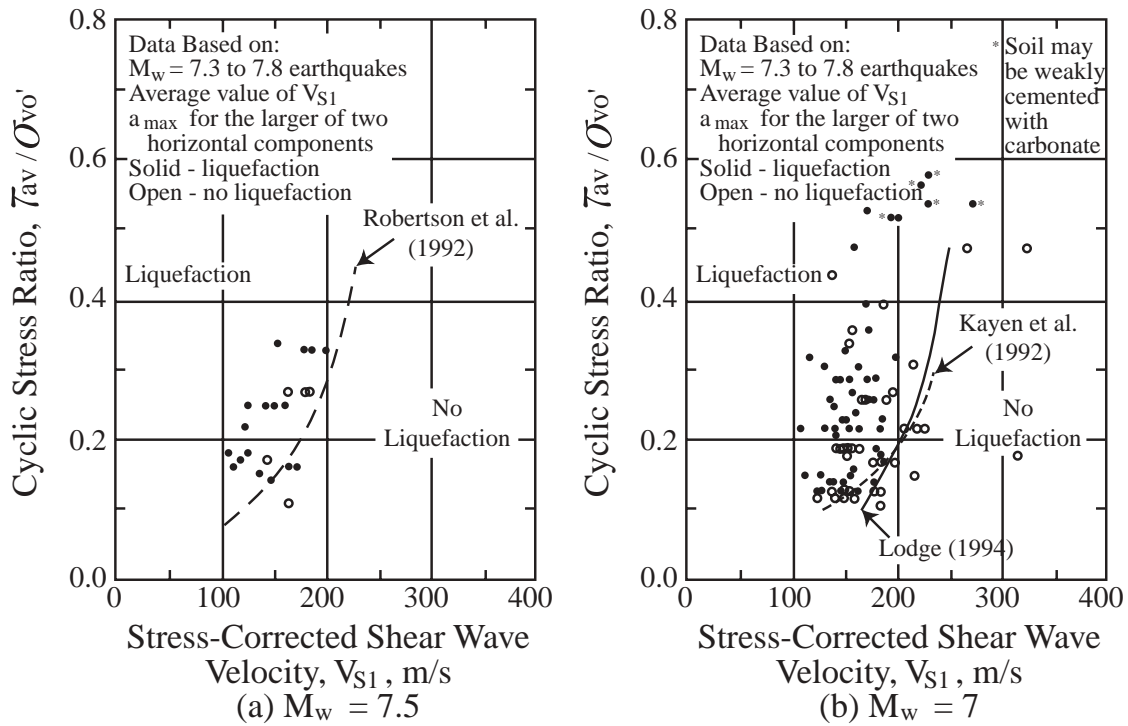 Cyclic Stress Ratio, τav / σvo'
0.8
0.6
0.4
0.2
0.0
Data Based on:
Mw = 7.3 to 7.8 earthquakes
Average value of VS1
a max for the larger of two
horizontal components
Solid - liquefaction
Open - no liquefaction
Robertson et al.
(1992)
Liquefaction
No
Liquefaction
0 100 200 300 400
Stress-Corrected Shear Wave
Velocity, VS1 , m/s
(a) Mw = 7.5
Cyclic Stress Ratio, τav / σvo'
0.8
0.6
0.4
0.2
0.0
Data Based on:
Mw = 7.3 to 7.8 earthquakes
Average value of VS1
a max for the larger of two
horizontal components
Solid - liquefaction
Open - no liquefaction
* Soil may
be weakly
cemented
with
carbonate
Liquefaction
Kayen et al.
(1992)
No
Liquefaction
Lodge (1994)
0 100 200 300 400
Stress-Corrected Shear Wave
Velocity, VS1 , m/s
(b) Mw = 7